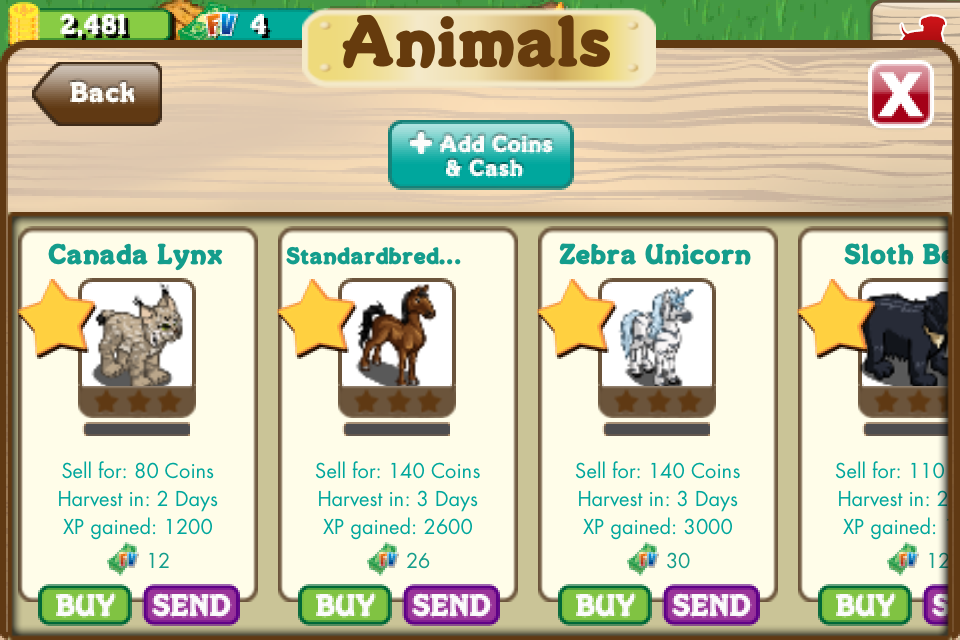 2,481
FV 4
Animals
Back
X
+ Add Coins
& Cash
Canada Lynx
Sell for: 80 Coins
Harvest in: 2 Days
XP gained: 1200
FV 12
BUY SEND
Standardbred...
Sell for: 140 Coins
Harvest in: 3 Days
XP gained: 2600
FV 26
BUY SEND
Zebra Unicorn
Sell for: 140 Coins
Harvest in: 3 Days
XP gained: 3000
FV 30
BUY SEND
Sloth Be
Sell for: 110
Harvest in: 2
XP gained:
FV 12
BUY S